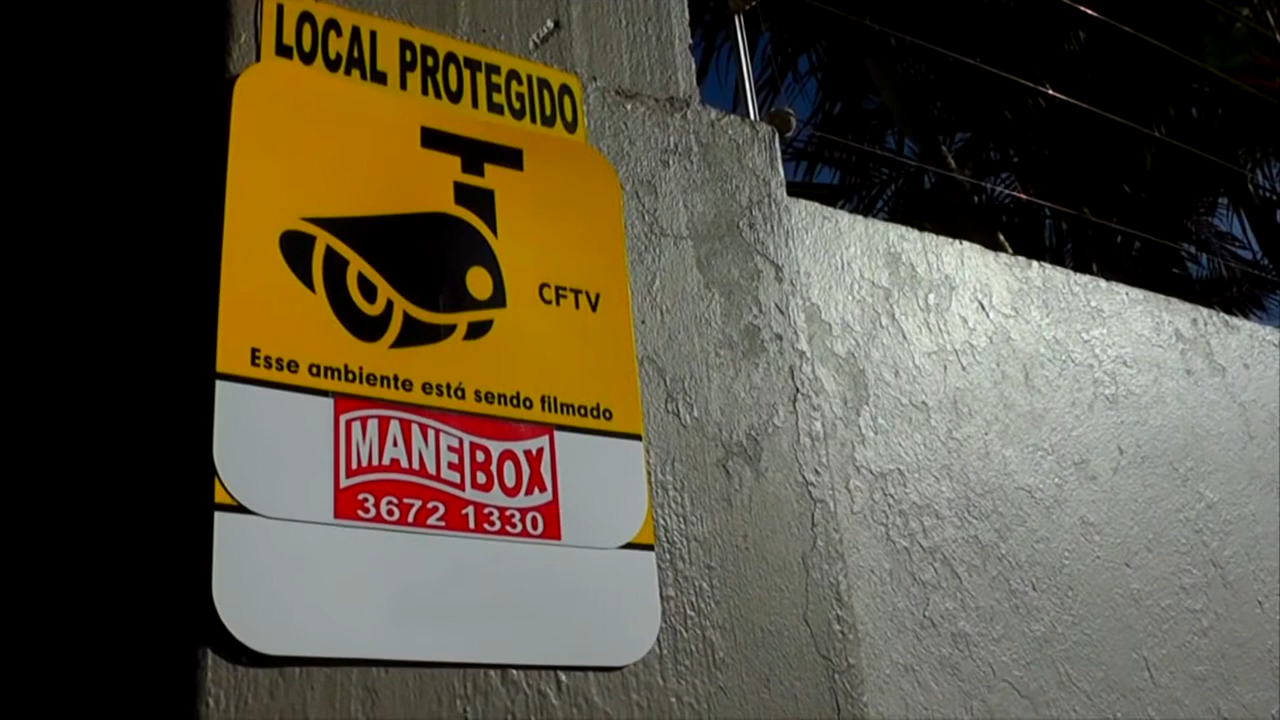 LOCAL PROTEGIDO
CFTV
Esse ambiente está sendo filmado
MANEBOX
3672 1330